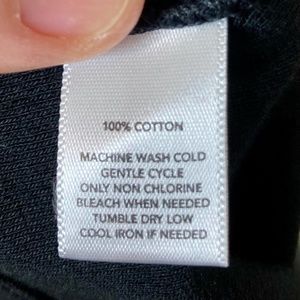 100% COTTON
MACHINE WASH COLD
GENTLE CYCLE
ONLY NON CHLORINE
BLEACH WHEN NEEDED
TUMBLE DRY LOW
COOL IRON IF NEEDED